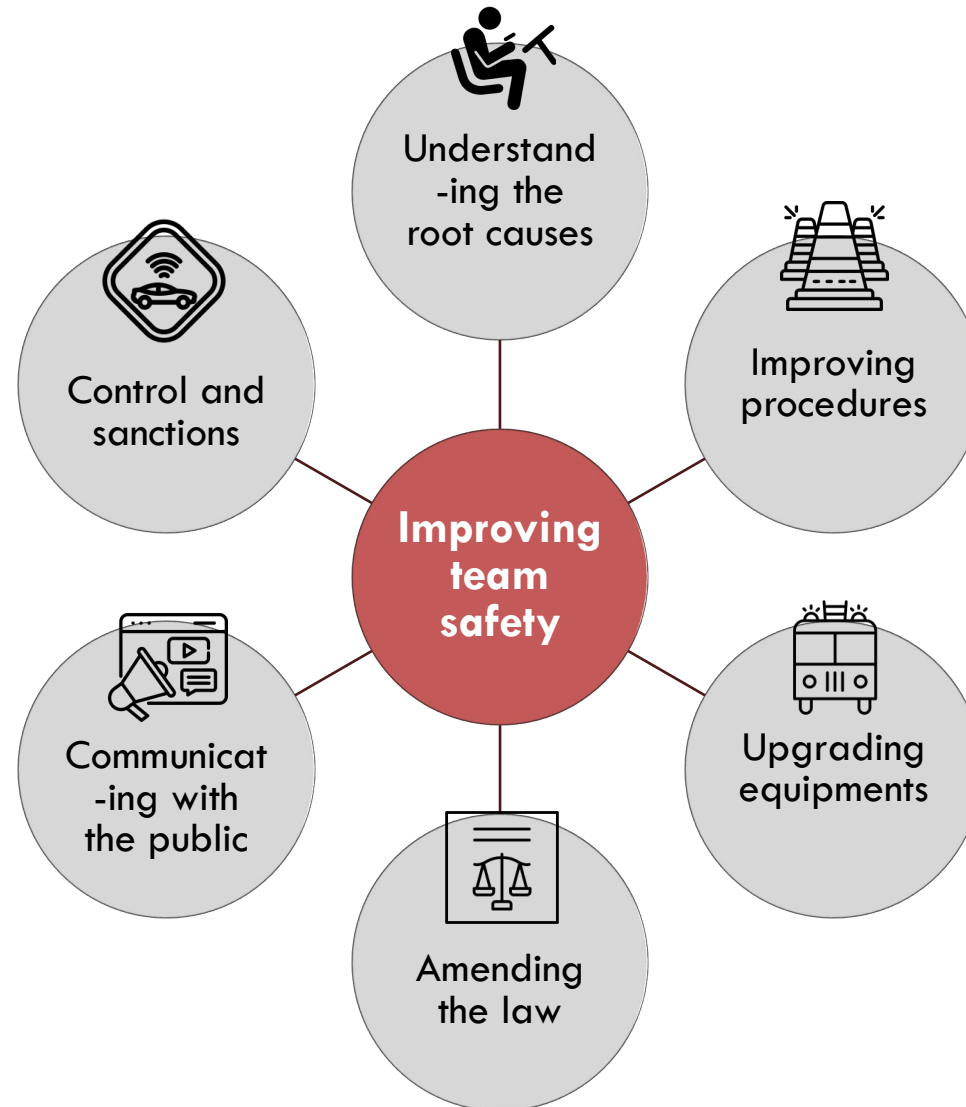 Understand
-ing the
root causes
Improving
procedures
Control and
sanctions
Improving
team
safety
Upgrading
equipments
Communicat
-ing with
the public
Amending
the law